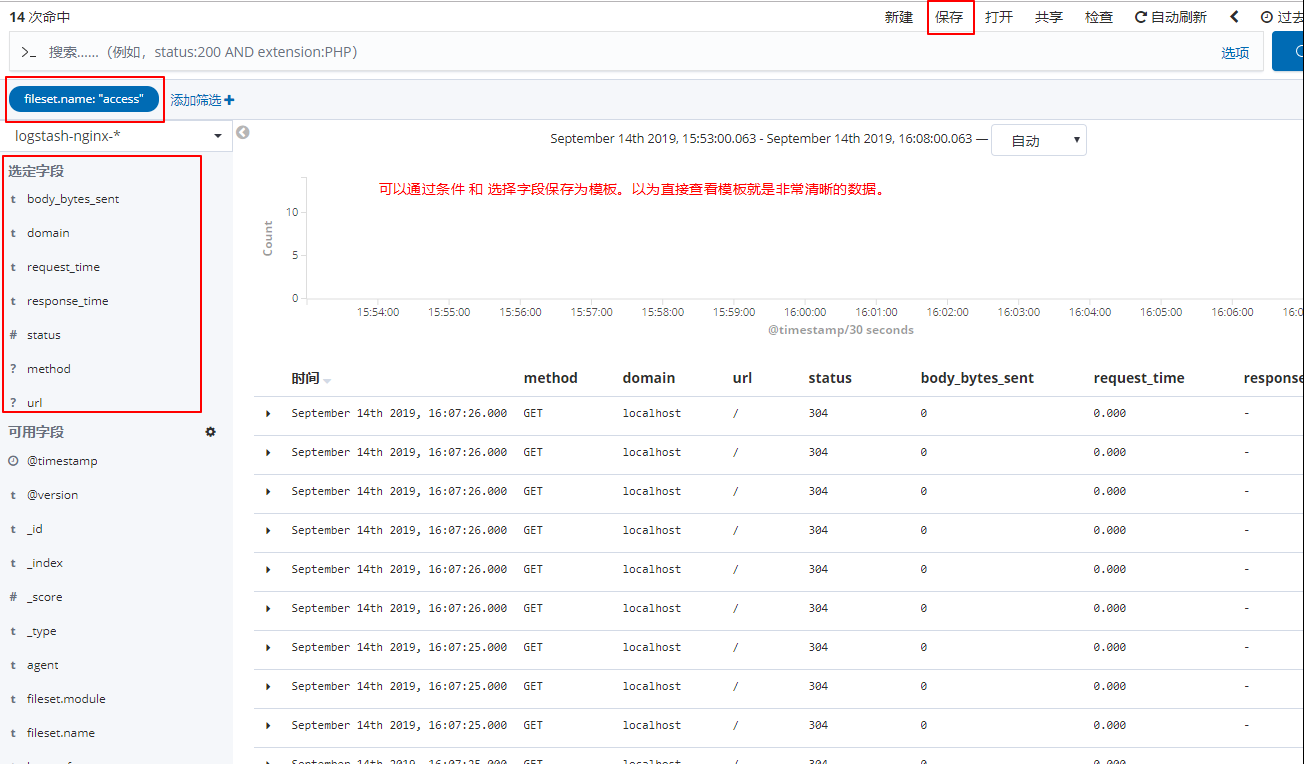 14 次命中 新建 保存 打开 共享 检查 自动刷新 过去
>_ 搜索……（例如，status:200 AND extension:PHP） 选项
fileset.name: "access" 添加筛选
logstash-nginx-*
September 14th 2019, 15:53:00.063 - September 14th 2019, 16:08:00.063 — 自动
选定字段
t body_bytes_sent
t domain
t request_time
t response_time
# status
? method
? url
可用字段
@timestamp
t @version
t _id
t _index
# _score
t _type
t agent
t fileset.module
t fileset.name
可以通过条件 和 选择字段保存为模板。以为直接查看模板就是非常清晰的数据。
Count
10
5
0
15:54:00 15:55:00 15:56:00 15:57:00 15:58:00 15:59:00 16:00:00 16:01:00 16:02:00 16:03:00 16:04:00 16:05:00 16:06:00 16:0
@timestamp/30 seconds
时间 method domain url status body_bytes_sent request_time response
September 14th 2019, 16:07:26.000 GET localhost / 304 0 0.000 -
September 14th 2019, 16:07:26.000 GET localhost / 304 0 0.000 -
September 14th 2019, 16:07:26.000 GET localhost / 304 0 0.000 -
September 14th 2019, 16:07:26.000 GET localhost / 304 0 0.000 -
September 14th 2019, 16:07:26.000 GET localhost / 304 0 0.000 -
September 14th 2019, 16:07:26.000 GET localhost / 304 0 0.000 -
September 14th 2019, 16:07:25.000 GET localhost / 304 0 0.000 -
September 14th 2019, 16:07:25.000 GET localhost / 304 0 0.000 -
September 14th 2019, 16:07:25.000 GET localhost / 304 0 0.000 -
September 14th 2019, 16:07:25.000 GET localhost / 304 0 0.000 -